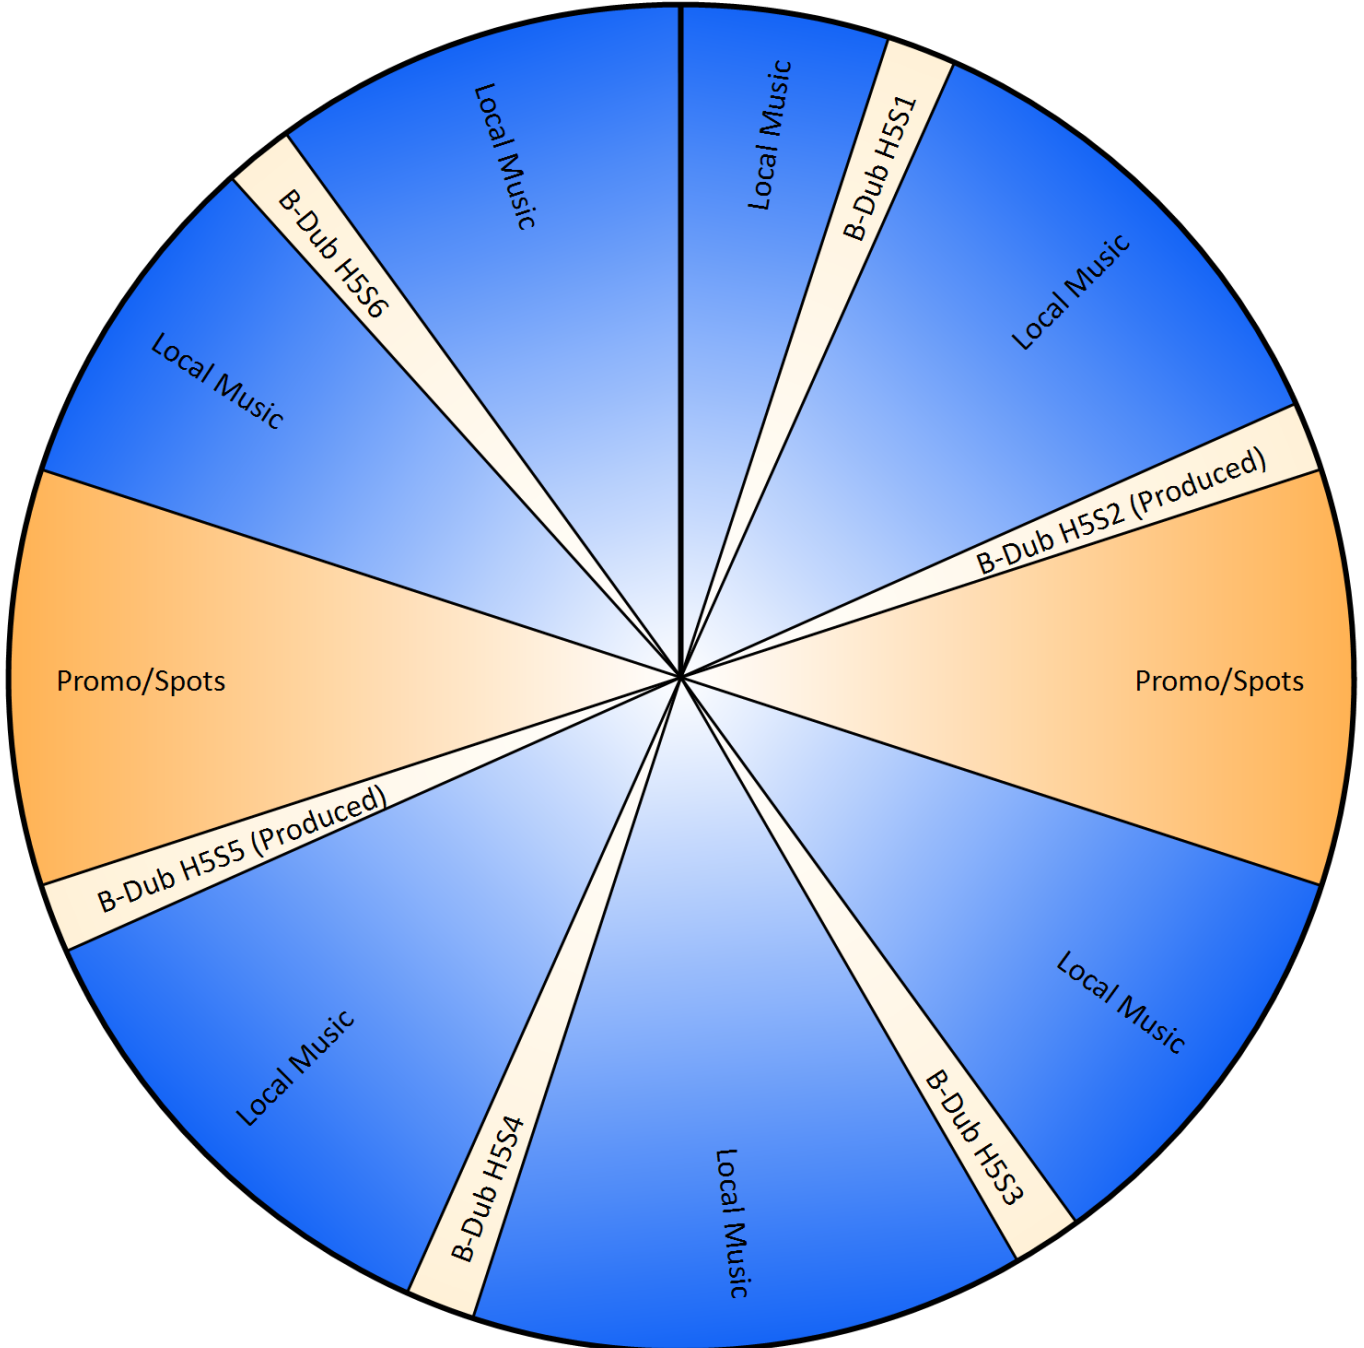 Local Music
B-Dub H5S1
Local Music
B-Dub H5S2 (Produced)
Promo/Spots
Local Music
B-Dub H5S3
Local Music
B-Dub H5S4
Local Music
B-Dub H5S5 (Produced)
Promo/Spots
Local Music
B-Dub H5S6
Local Music